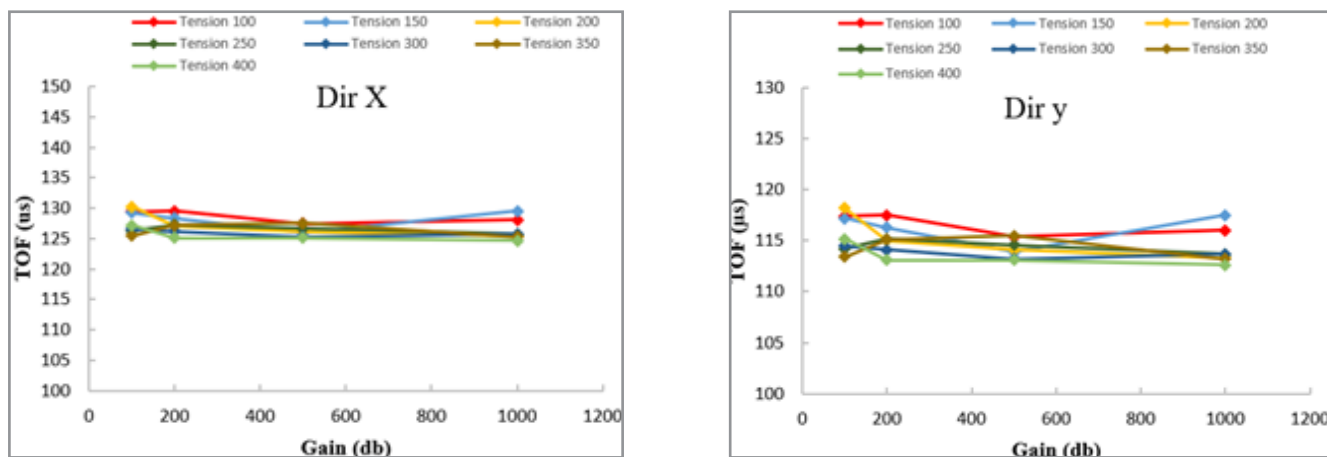 Tension 100 Tension 150 Tension 200
Tension 250 Tension 300 Tension 350
Tension 400
Dir X
150
145
140
135
130
125
120
115
110
105
100
TOF (us)
0 200 400 600 800 1000 1200
Gain (db)
Tension 100 Tension 150 Tension 200
Tension 250 Tension 300 Tension 350
Tension 400
Dir y
130
125
120
115
110
105
100
TOF (µs)
0 200 400 600 800 1000 1200
Gain (db)